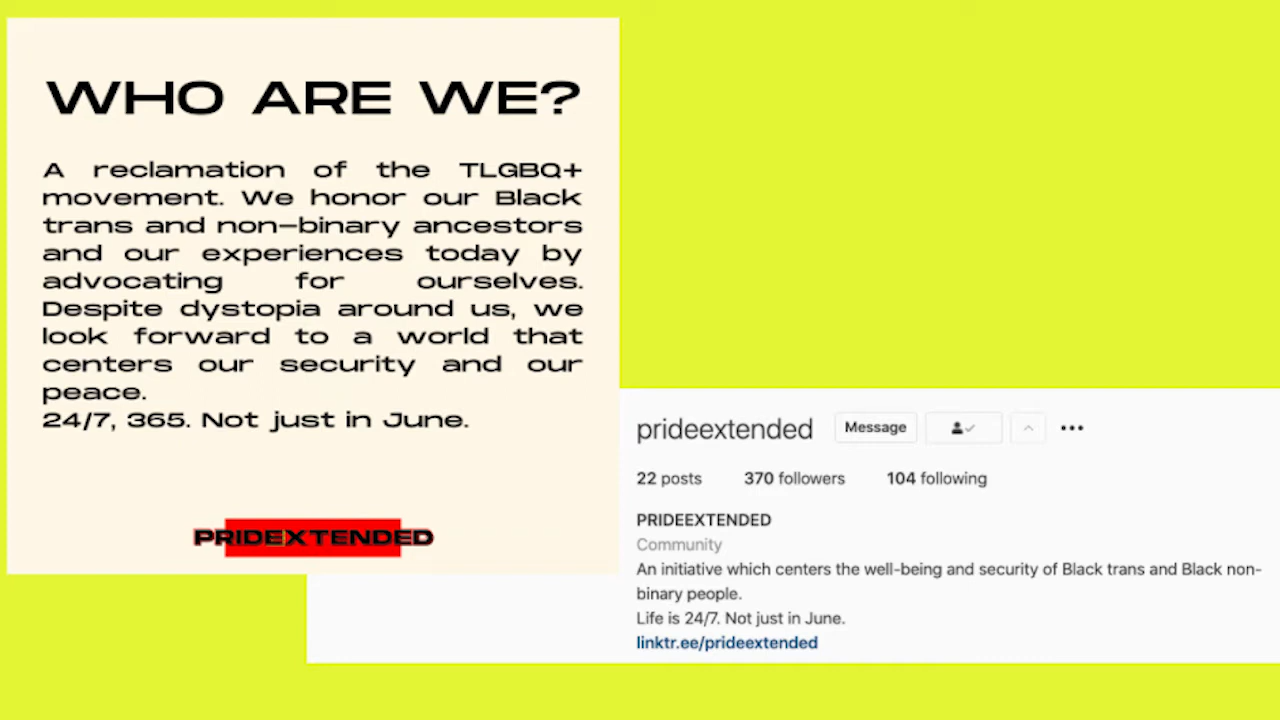 WHO ARE WE?
A reclamation of the TLGBQ+
movement. We honor our Black
trans and non-binary ancestors
and our experiences today by
advocating for ourselves.
Despite dystopia around us, we
look forward to a world that
centers our security and our
peace.
24/7, 365. Not just in June.
PRIDEXTENDED
prideextended Message
22 posts 370 followers 104 following
PRIDEEXTENDED
Community
An initiative which centers the well-being and security of Black trans and Black non-
binary people.
Life is 24/7. Not just in June.
linktr.ee/prideextended